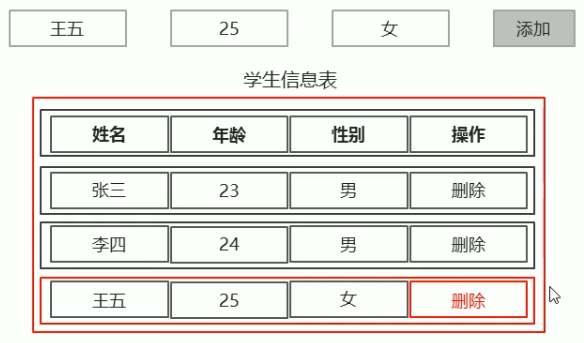 王五 25 女 添加
学生信息表
姓名 年龄 性别 操作
张三 23 男 删除
李四 24 男 删除
王五 25 女 删除